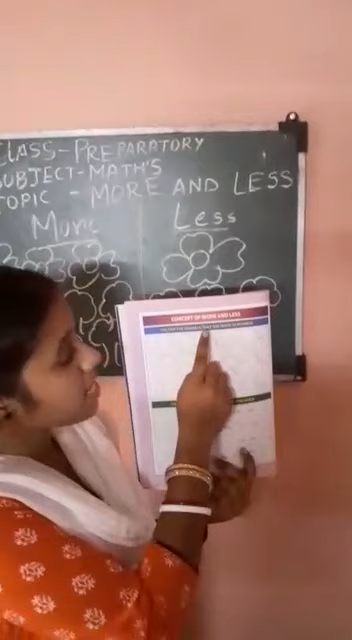 CLASS-PREPARATORY
SUBJECT-MATH'S
TOPIC - MORE AND LESS
More
Less
CONCEPT OF MORE AND LESS